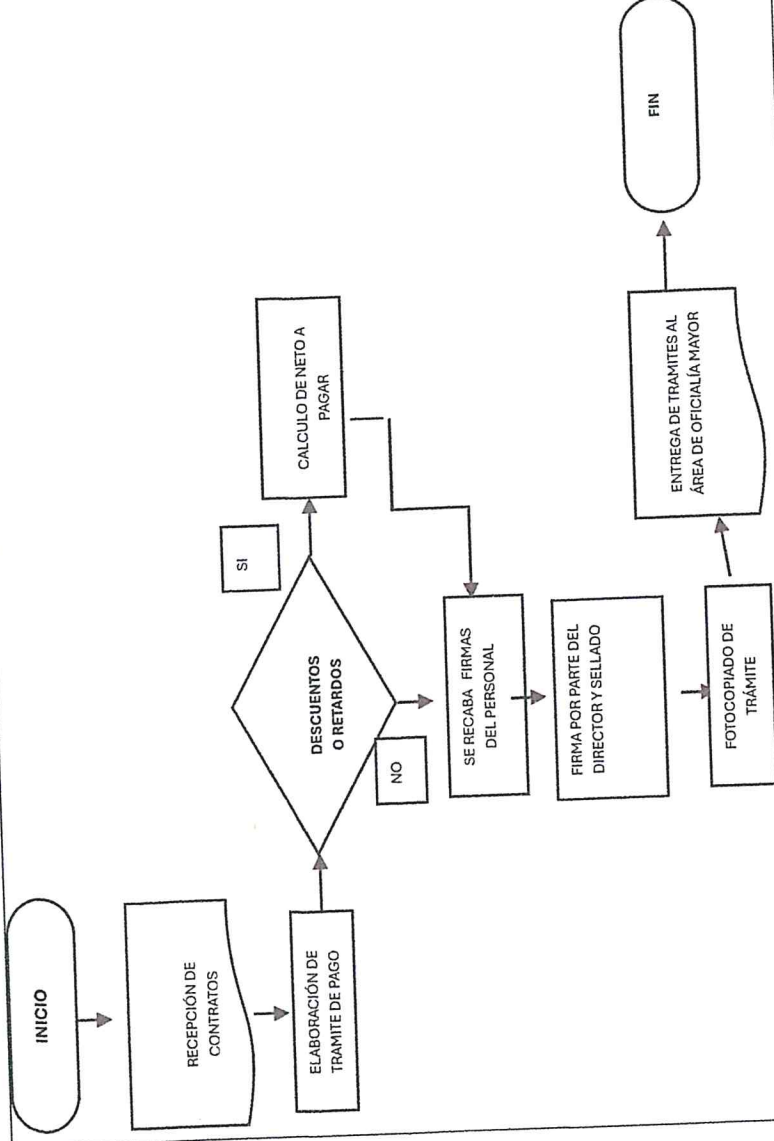 INICIO
RECEPCIÓN DE
CONTRATOS
ELABORACIÓN DE
TRAMITE DE PAGO
DESCUENTOS
O RETARDOS
SI
CALCULO DE NETO A
PAGAR
NO
SE RECABA FIRMAS
DEL PERSONAL
FIRMA POR PARTE DEL
DIRECTOR Y SELLADO
FOTOCOPIADO DE
TRÁMITE
ENTREGA DE TRAMITES AL
ÁREA DE OFICIALÍA MAYOR
FIN